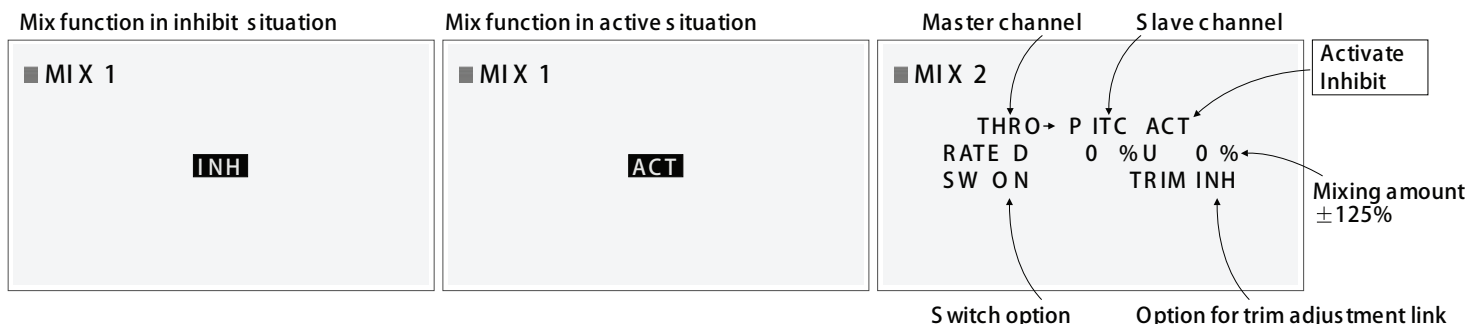 Mix function in inhibit situation
Mix function in active situation
Master channel
Slave channel
MIX 1
INH
MIX 1
ACT
MIX 2
THRO→ PITC ACT
RATE D 0 % U 0 %
SW ON TRIM INH
Activate
Inhibit
Mixing amount
±125%
Switch option
Option for trim adjustment link